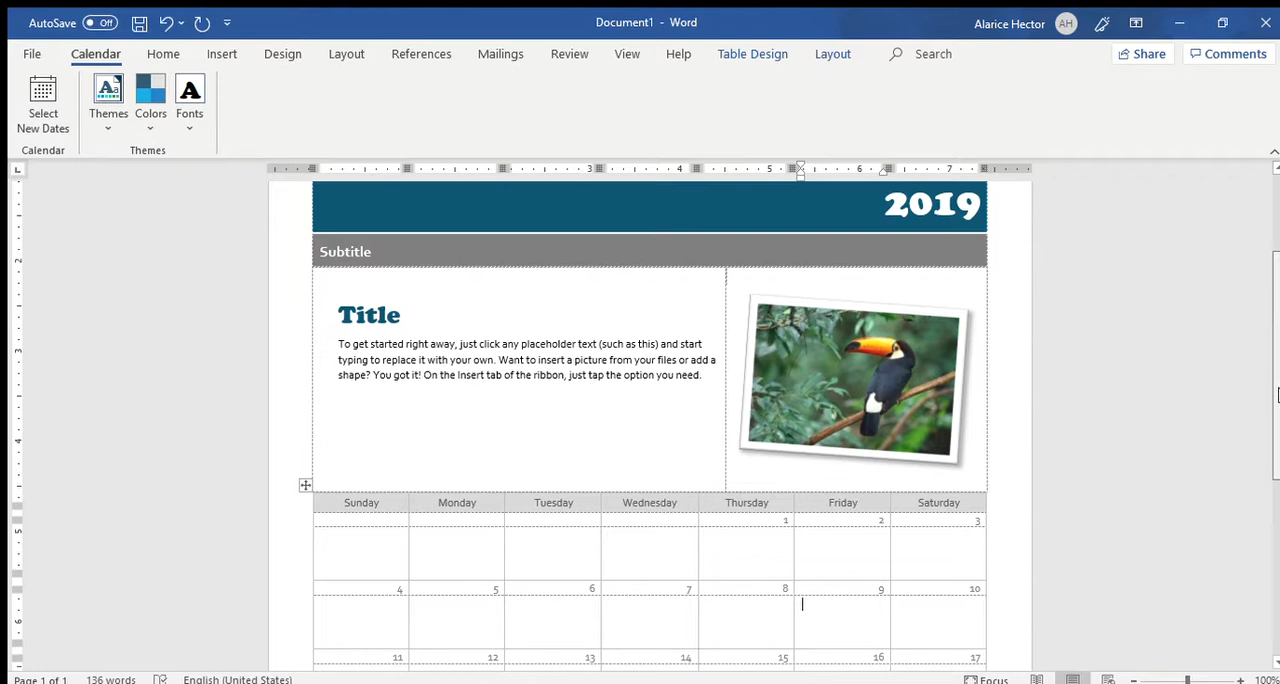 AutoSave Off Document1 - Word Alarice Hector AH
File Calendar Home Insert Design Layout References Mailings Review View Help Table Design Layout Search Share Comments
Select New Dates
Themes Colors Fonts
Calendar Themes
3 4 5 6 7
2019
Subtitle
Title
To get started right away, just click any placeholder text (such as this) and start
typing to replace it with your own. Want to insert a picture from your files or add a
shape? You got it! On the Insert tab of the ribbon, just tap the option you need.
Sunday Monday Tuesday Wednesday Thursday Friday Saturday
1 2 3
4 5 6 7 8 9 10
11 12 13 14 15 16 17
Page 1 of 1 136 words English (United States) Focus 100%